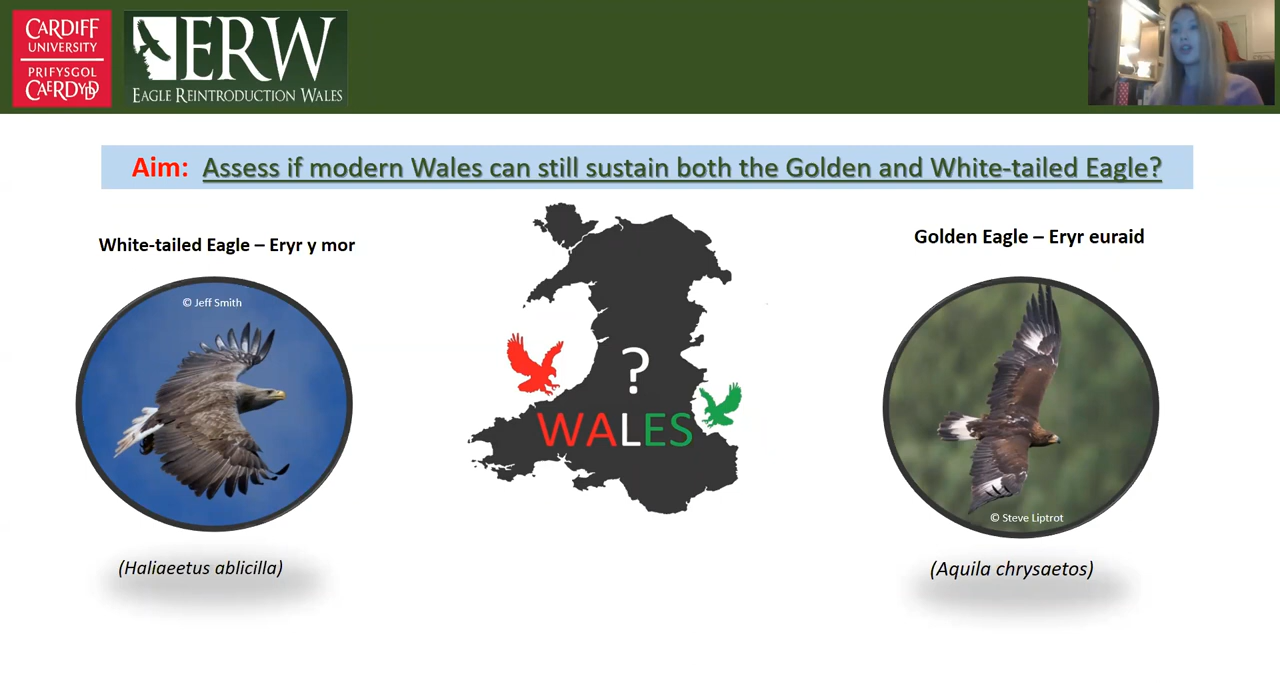 CARDIFF
UNIVERSITY
PRIFYSGOL
CAERDYDD
ERW
EAGLE REINTRODUCTION WALES
Aim: Assess if modern Wales can still sustain both the Golden and White-tailed Eagle?
White-tailed Eagle – Eryr y mor
Golden Eagle – Eryr euraid
© Jeff Smith
?
WALES
© Steve Liptrot
(Haliaeetus ablicilla)
(Aquila chrysaetos)